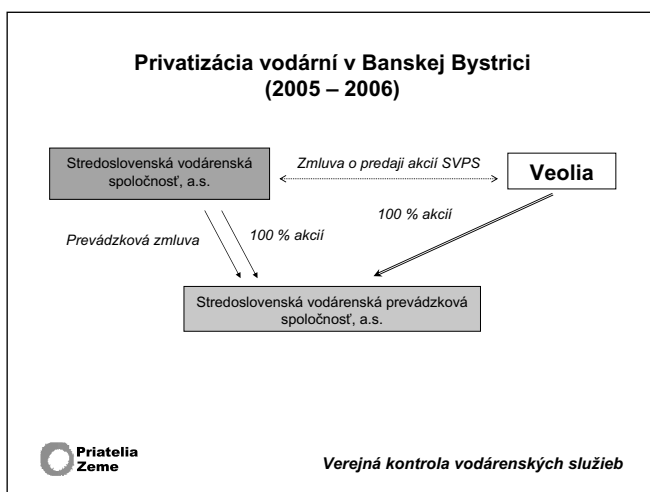 Privatizácia vodární v Banskej Bystrici
(2005 – 2006)
Stredoslovenská vodárenská
spoločnosť, a.s.
Zmluva o predaji akcií SVPS
Veolia
Prevádzková zmluva
100 % akcií
100 % akcií
Stredoslovenská vodárenská prevádzková
spoločnosť, a.s.
Priatelia
Zeme
Verejná kontrola vodárenských služieb